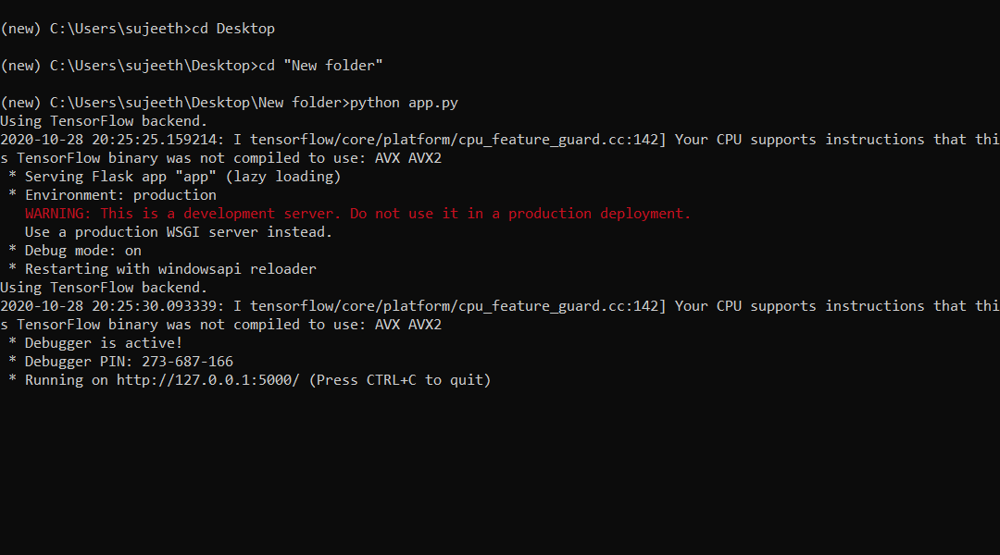 (new) C:\Users\sujeeth>cd Desktop
(new) C:\Users\sujeeth\Desktop>cd "New folder"
(new) C:\Users\sujeeth\Desktop\New folder>python app.py
Using TensorFlow backend.
2020-10-28 20:25:25.159214: I tensorflow/core/platform/cpu_feature_guard.cc:142] Your CPU supports instructions that thi
s TensorFlow binary was not compiled to use: AVX AVX2
 * Serving Flask app "app" (lazy loading)
 * Environment: production
   WARNING: This is a development server. Do not use it in a production deployment.
   Use a production WSGI server instead.
 * Debug mode: on
 * Restarting with windowsapi reloader
Using TensorFlow backend.
2020-10-28 20:25:30.093339: I tensorflow/core/platform/cpu_feature_guard.cc:142] Your CPU supports instructions that thi
s TensorFlow binary was not compiled to use: AVX AVX2
 * Debugger is active!
 * Debugger PIN: 273-687-166
 * Running on http://127.0.0.1:5000/ (Press CTRL+C to quit)